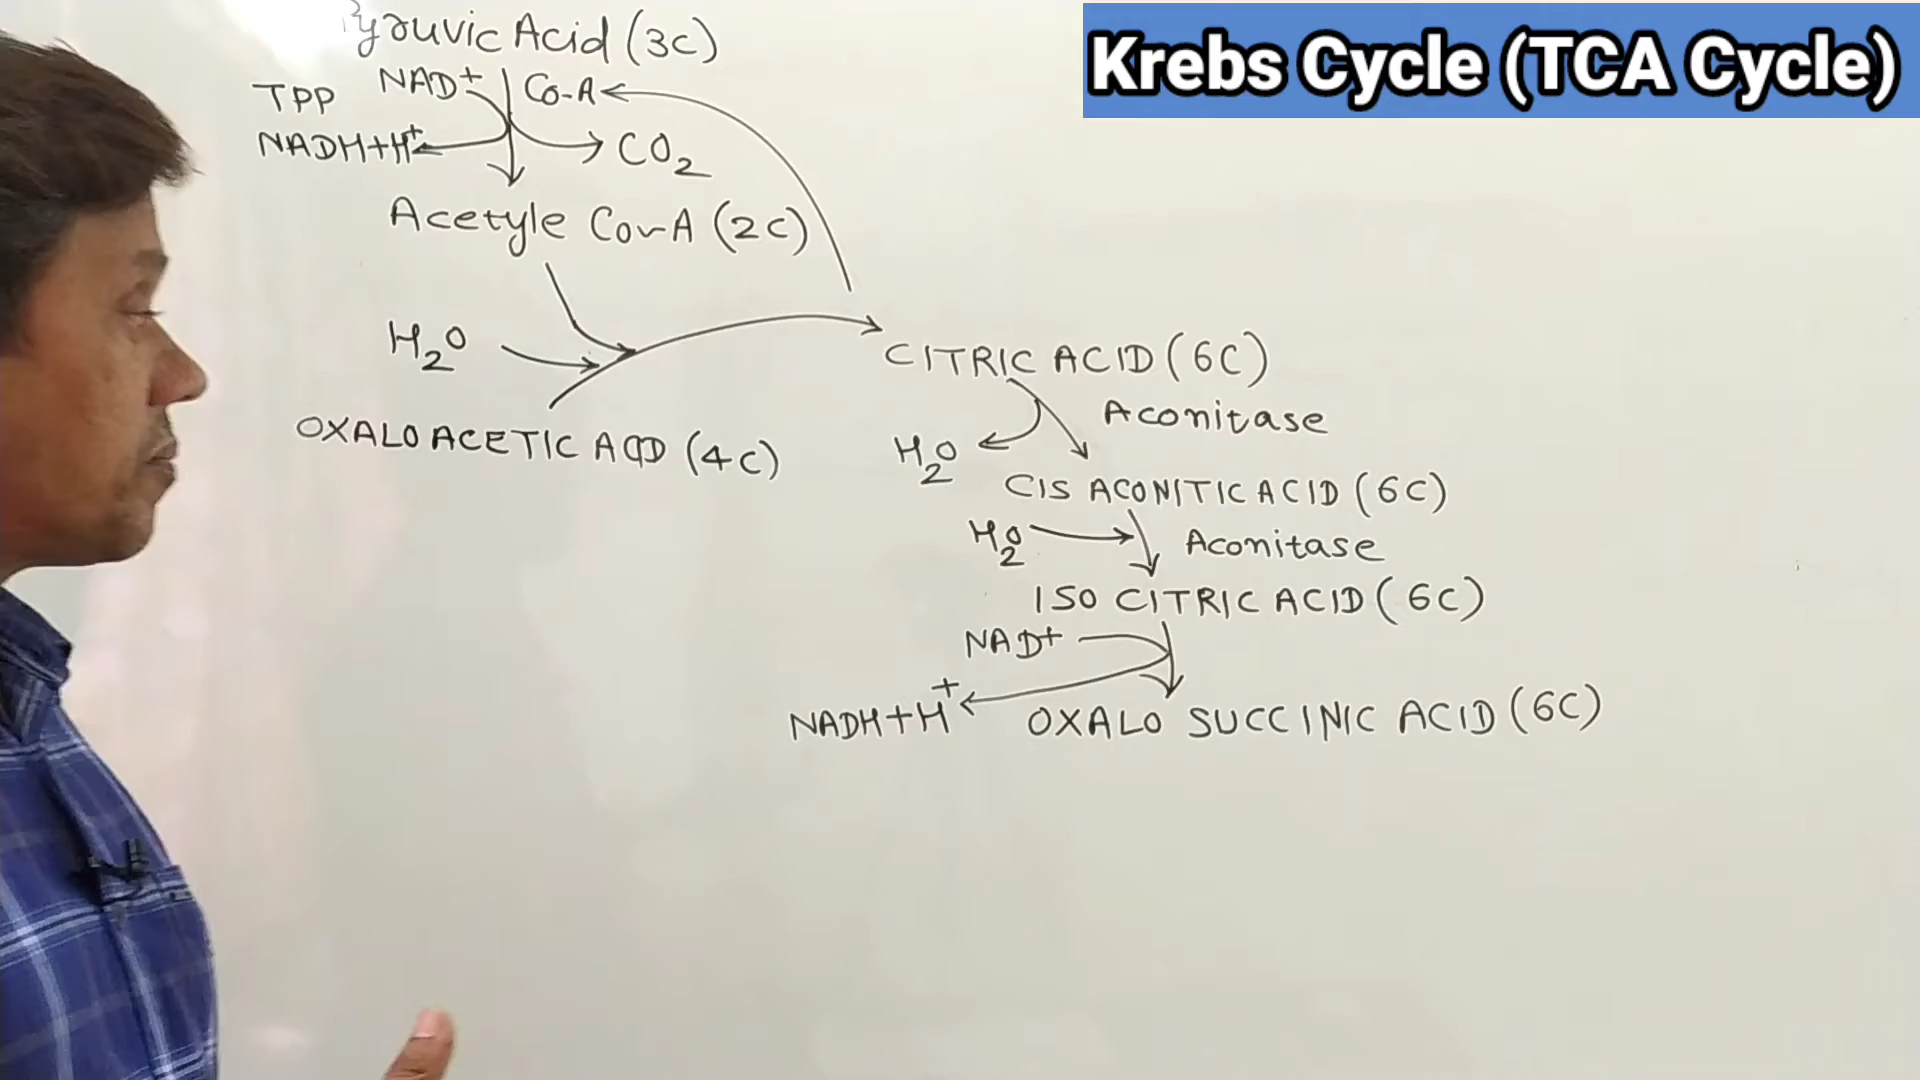 Krebs Cycle (TCA Cycle)
Pyruvic Acid (3C)
TPP NAD+ Co-A
NADH+H+ CO2
Acetyle Co-A (2C)
H2O
CITRIC ACID (6C)
OXALOACETIC ACID (4C)
Aconitase
H2O
CIS ACONITIC ACID (6C)
H2O Aconitase
ISO CITRIC ACID (6C)
NAD+
NADH+H+ OXALO SUCCINIC ACID (6C)